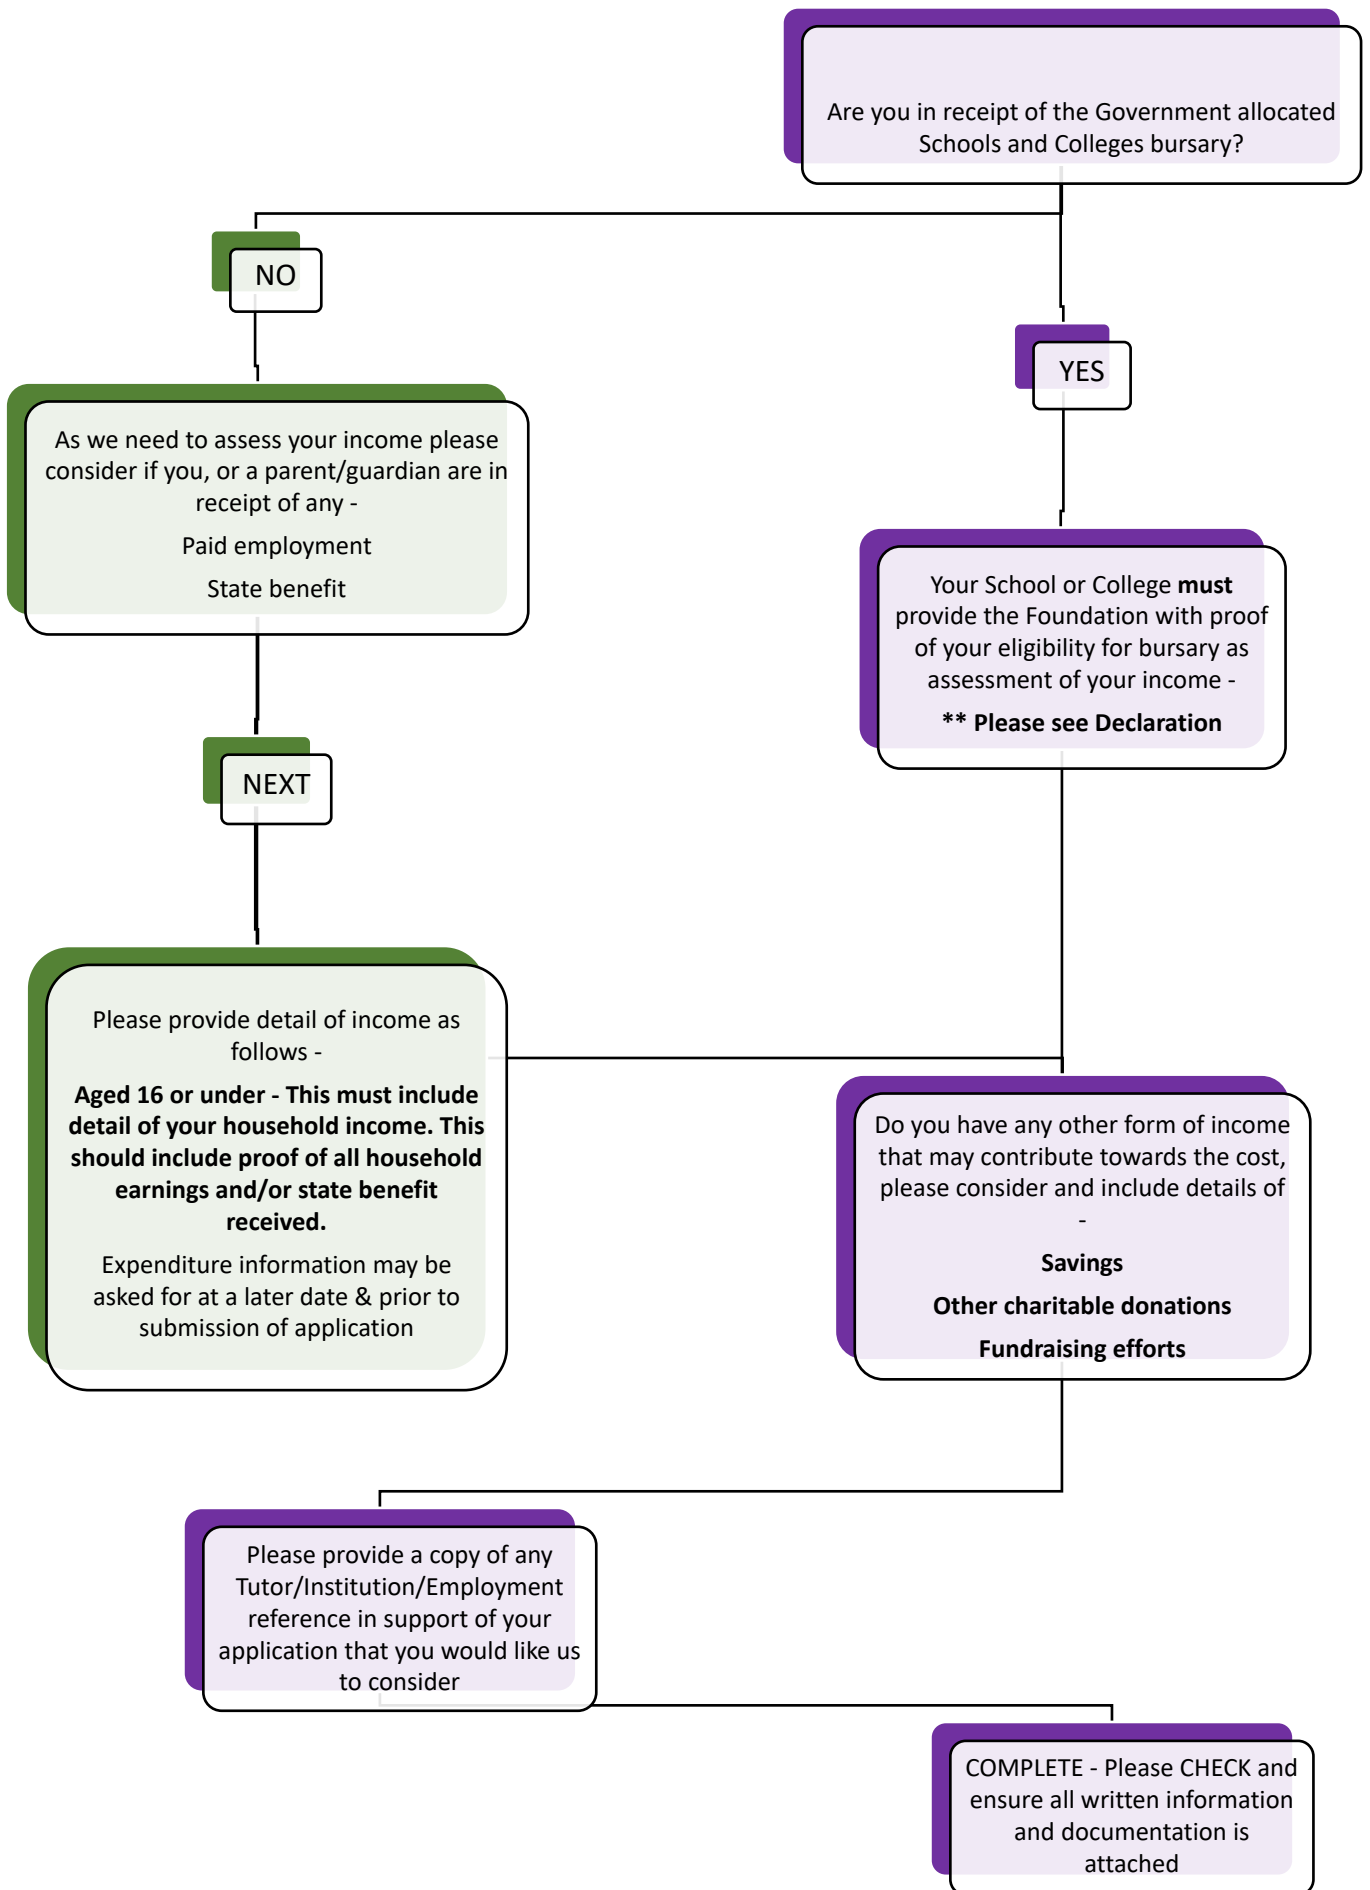 Are you in receipt of the Government allocated
Schools and Colleges bursary?
NO
YES
As we need to assess your income please
consider if you, or a parent/guardian are in
receipt of any -
Paid employment
State benefit
Your School or College must
provide the Foundation with proof
of your eligibility for bursary as
assessment of your income -
** Please see Declaration
NEXT
Please provide detail of income as
follows -
Aged 16 or under - This must include
detail of your household income. This
should include proof of all household
earnings and/or state benefit
received.
Expenditure information may be
asked for at a later date & prior to
submission of application
Do you have any other form of income
that may contribute towards the cost,
please consider and include details of
-
Savings
Other charitable donations
Fundraising efforts
Please provide a copy of any
Tutor/Institution/Employment
reference in support of your
application that you would like us
to consider
COMPLETE - Please CHECK and
ensure all written information
and documentation is
attached